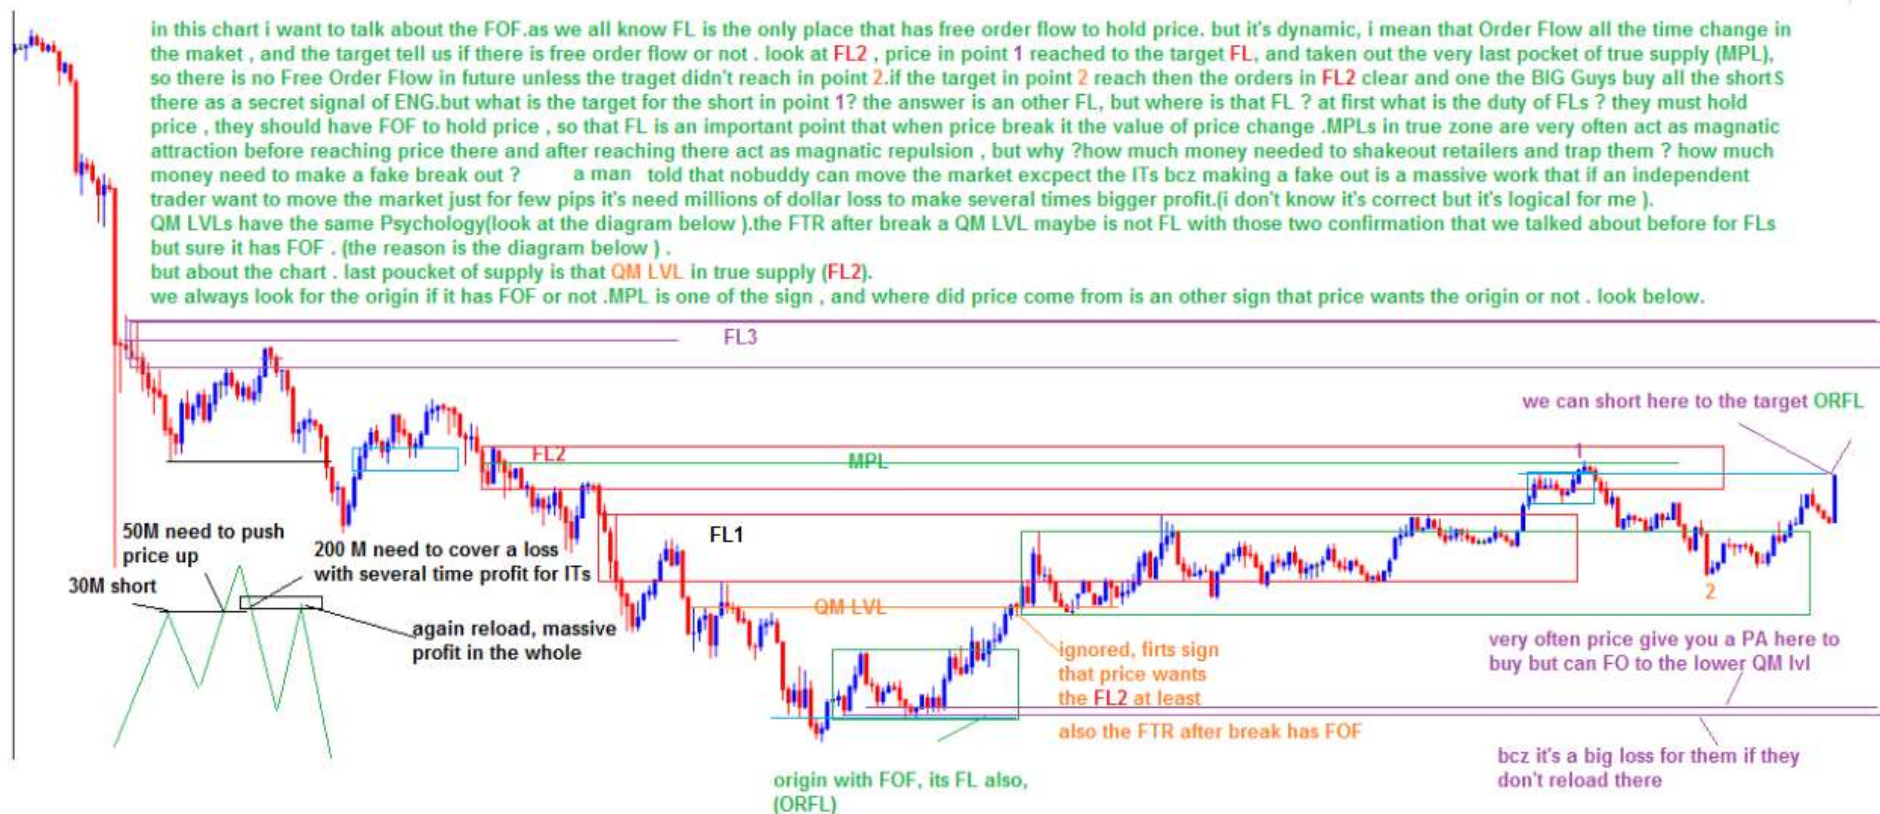 in this chart i want to talk about the FOF.as we all know FL is the only place that has free order flow to hold price. but it's dynamic, i mean that Order Flow all the time change in
the maket , and the target tell us if there is free order flow or not . look at FL2 , price in point 1 reached to the target FL, and taken out the very last pocket of true supply (MPL),
so there is no Free Order Flow in future unless the traget didn't reach in point 2.if the target in point 2 reach then the orders in FL2 clear and one the BIG Guys buy all the shorts
there as a secret signal of ENG.but what is the target for the short in point 1? the answer is an other FL, but where is that FL ? at first what is the duty of FLs ? they must hold
price , they should have FOF to hold price , so that FL is an important point that when price break it the value of price change .MPLs in true zone are very often act as magnatic
attraction before reaching price there and after reaching there act as magnatic repulsion , but why ?how much money needed to shakeout retailers and trap them ? how much
money need to make a fake break out ? a man told that nobuddy can move the market excpect the ITs bcz making a fake out is a massive work that if an independent
trader want to move the market just for few pips it's need millions of dollar loss to make several times bigger profit.(i don't know it's correct but it's logical for me ).
QM LVLs have the same Psychology(look at the diagram below ).the FTR after break a QM LVL maybe is not FL with those two confirmation that we talked about before for FLs
but sure it has FOF . (the reason is the diagram below ) .
but about the chart . last poucket of supply is that QM LVL in true supply (FL2).
we always look for the origin if it has FOF or not .MPL is one of the sign , and where did price come from is an other sign that price wants the origin or not . look below.
FL3
we can short here to the target ORFL
FL2
MPL
1
FL1
50M need to push
price up
200 M need to cover a loss
with several time profit for ITs
30M short
again reload, massive
profit in the whole
QM LVL
2
ignored, firts sign
that price wants
the FL2 at least
also the FTR after break has FOF
very often price give you a PA here to
buy but can FO to the lower QM lvl
bcz it's a big loss for them if they
don't reload there
origin with FOF, its FL also,
(ORFL)